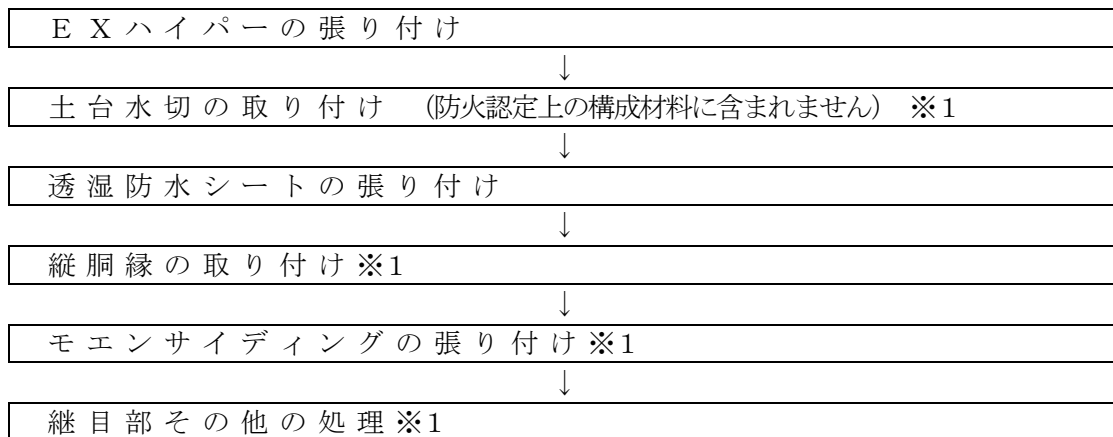 ＥＸハイパーの張り付け
↓
土台水切の取り付け （防火認定上の構成材料に含まれません） ※1
↓
透湿防水シートの張り付け
↓
縦胴縁の取り付け※1
↓
モエンサイディングの張り付け※1
↓
継目部その他の処理※1